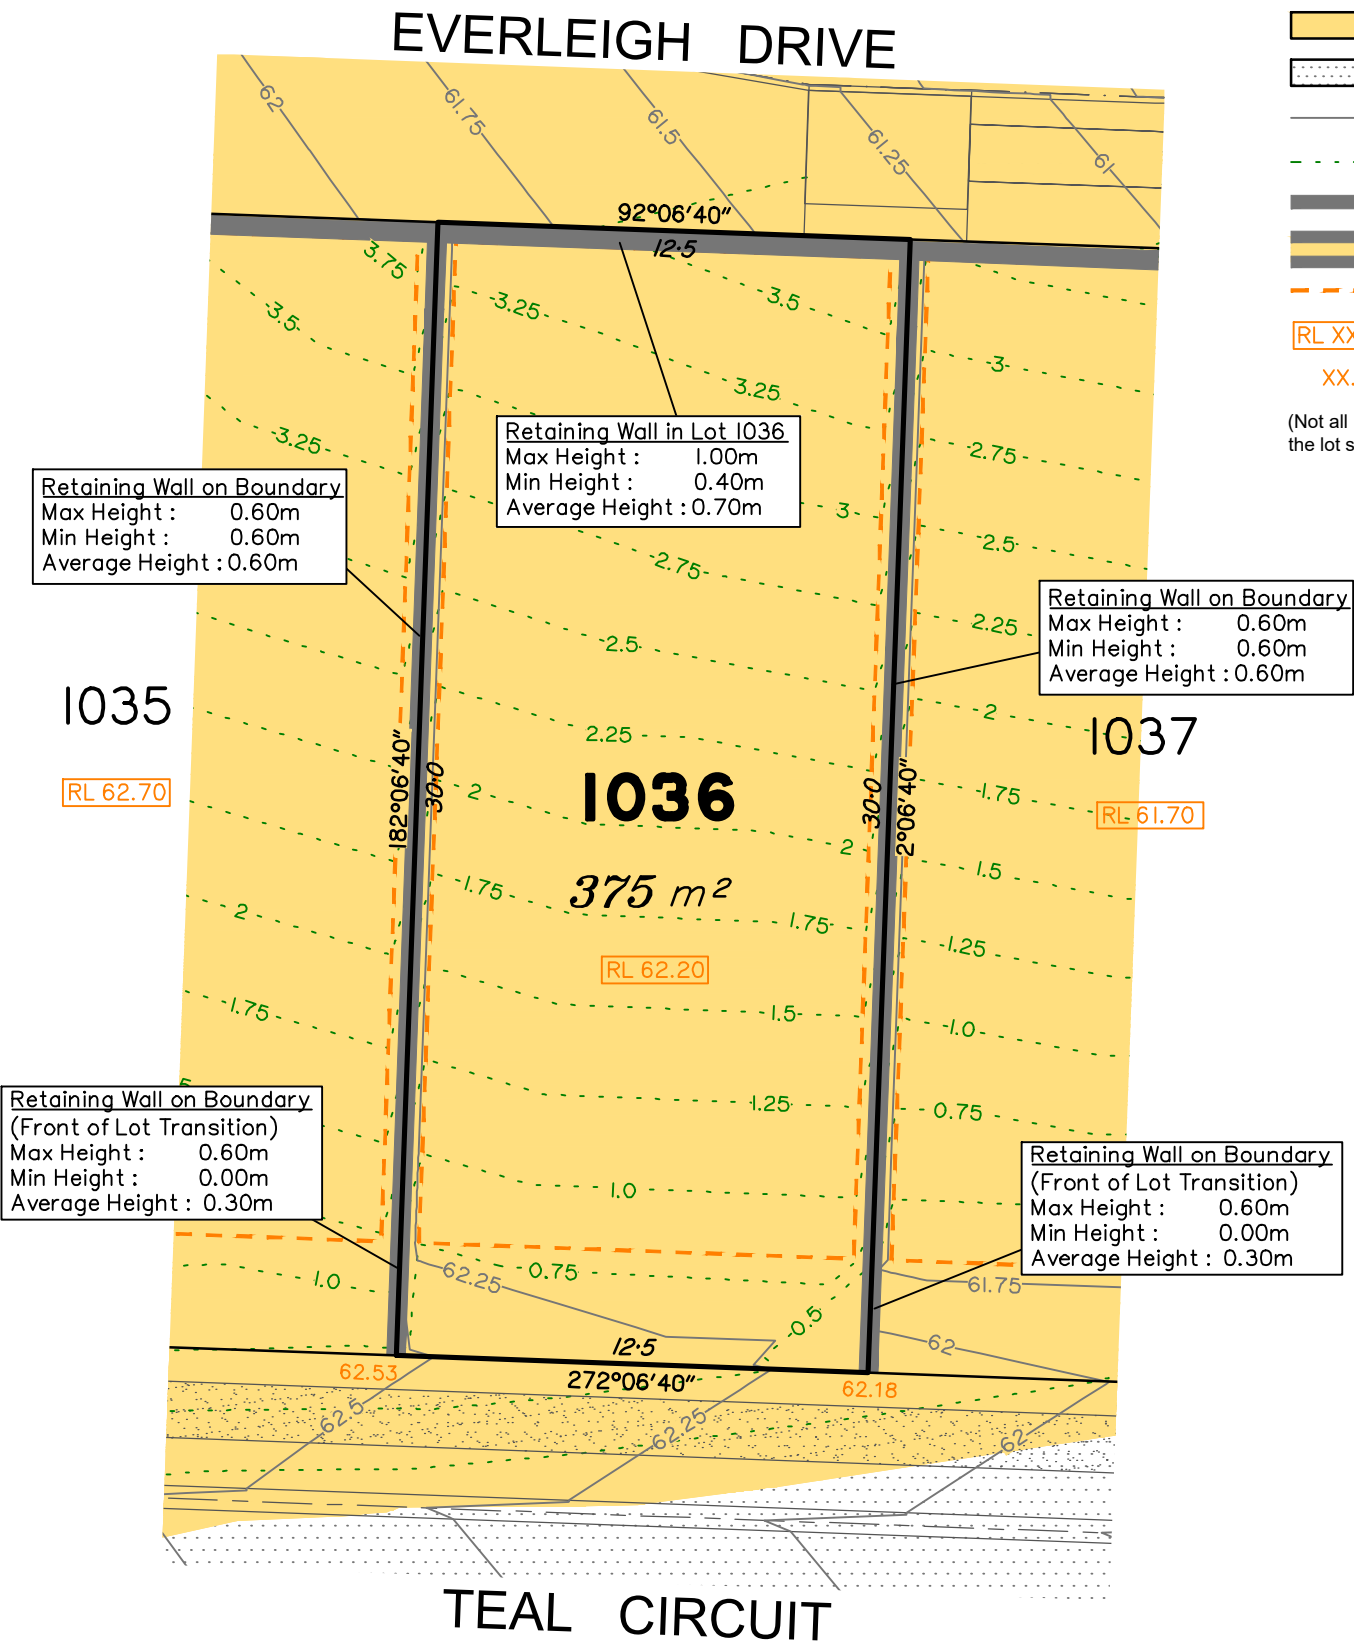 EVERLEIGH DRIVE
62
61.75
61.5
61.25
61
92°06'40"
12·5
3.75
3.5
3.25
3.5
3.25
3.25
3
2.75
3
2.5
2.75
2.25
2.5
2
2.25
1.75
RL XX
XX.
(Not all
the lot s
Retaining Wall in Lot 1036
Max Height : 1.00m
Min Height : 0.40m
Average Height : 0.70m
Retaining Wall on Boundary
Max Height : 0.60m
Min Height : 0.60m
Average Height : 0.60m
Retaining Wall on Boundary
Max Height : 0.60m
Min Height : 0.60m
Average Height : 0.60m
1035
RL 62.70
182°06'40"
30·0
1036
375 m²
RL 62.20
30·0
2°06'40"
1037
RL 61.70
2
2
1.5
1.75
1.75
1.25
2
1.5
1.0
1.75
1.25
0.75
5
1.0
Retaining Wall on Boundary
(Front of Lot Transition)
Max Height : 0.60m
Min Height : 0.00m
Average Height : 0.30m
Retaining Wall on Boundary
(Front of Lot Transition)
Max Height : 0.60m
Min Height : 0.00m
Average Height : 0.30m
1.0
62.25
0.75
0.5
61.75
62
12·5
62.53
272°06'40"
62.18
62.5
62.25
62
TEAL CIRCUIT